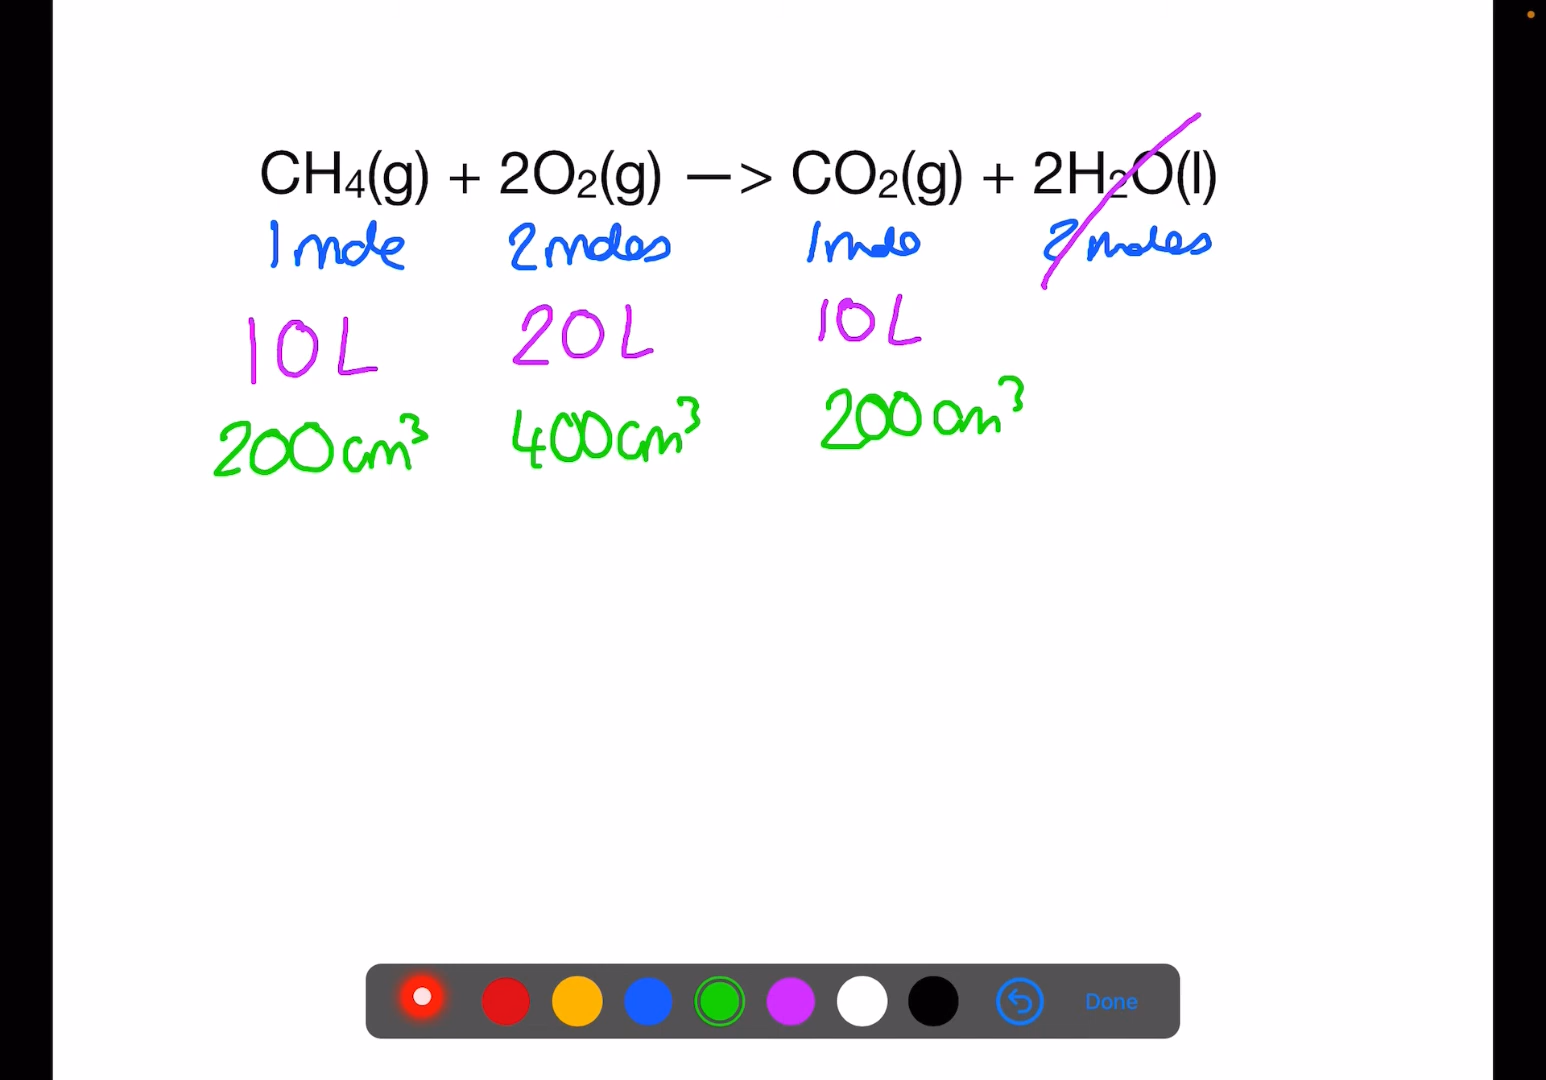 CH₄(g) + 2O₂(g) —> CO₂(g) + 2H₂O(l)
1 mole 2 moles 1 mole 2 moles
10 L 20 L 10 L
200 cm³ 400 cm³ 200 cm³
Done